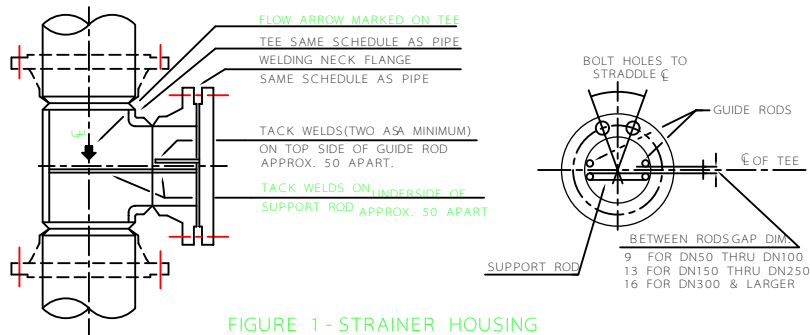 FLOW ARROW MARKED ON TEE
TEE SAME SCHEDULE AS PIPE
WELDING NECK FLANGE
SAME SCHEDULE AS PIPE
TACK WELDS(TWO ASA MINIMUM)
ON TOP SIDE OF GUIDE ROD
APPROX. 50 APART.
TACK WELDS ON UNDERSIDE OF
SUPPORT ROD APPROX. 50 APART
℄
BOLT HOLES TO
STRADDLE ℄
GUIDE RODS
℄ OF TEE
BETWEEN RODS GAP DIM.
9 FOR DN50 THRU DN100
13 FOR DN150 THRU DN250
16 FOR DN300 & LARGER
SUPPORT ROD
FIGURE 1 - STRAINER HOUSING